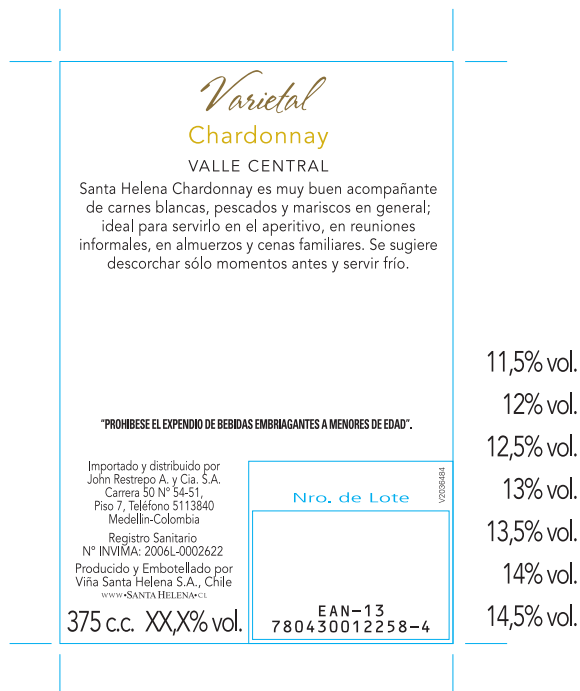 Varietal
Chardonnay
VALLE CENTRAL
Santa Helena Chardonnay es muy buen acompañante
de carnes blancas, pescados y mariscos en general;
ideal para servirlo en el aperitivo, en reuniones
informales, en almuerzos y cenas familiares. Se sugiere
descorchar sólo momentos antes y servir frío.
"PROHIBESE EL EXPENDIO DE BEBIDAS EMBRIAGANTES A MENORES DE EDAD".
Importado y distribuido por
John Restrepo A. y Cia. S.A.
Carrera 50 N° 54-51,
Piso 7, Teléfono 5113840
Medellin-Colombia
Registro Sanitario
N° INVIMA: 2006L-0002622
Producido y Embotellado por
Viña Santa Helena S.A., Chile
WWW•SANTA HELENA•CL
375 c.c. XX,X% vol.
Nro. de Lote
V2036484
EAN-13
780430012258-4
11,5% vol.
12% vol.
12,5% vol.
13% vol.
13,5% vol.
14% vol.
14,5% vol.